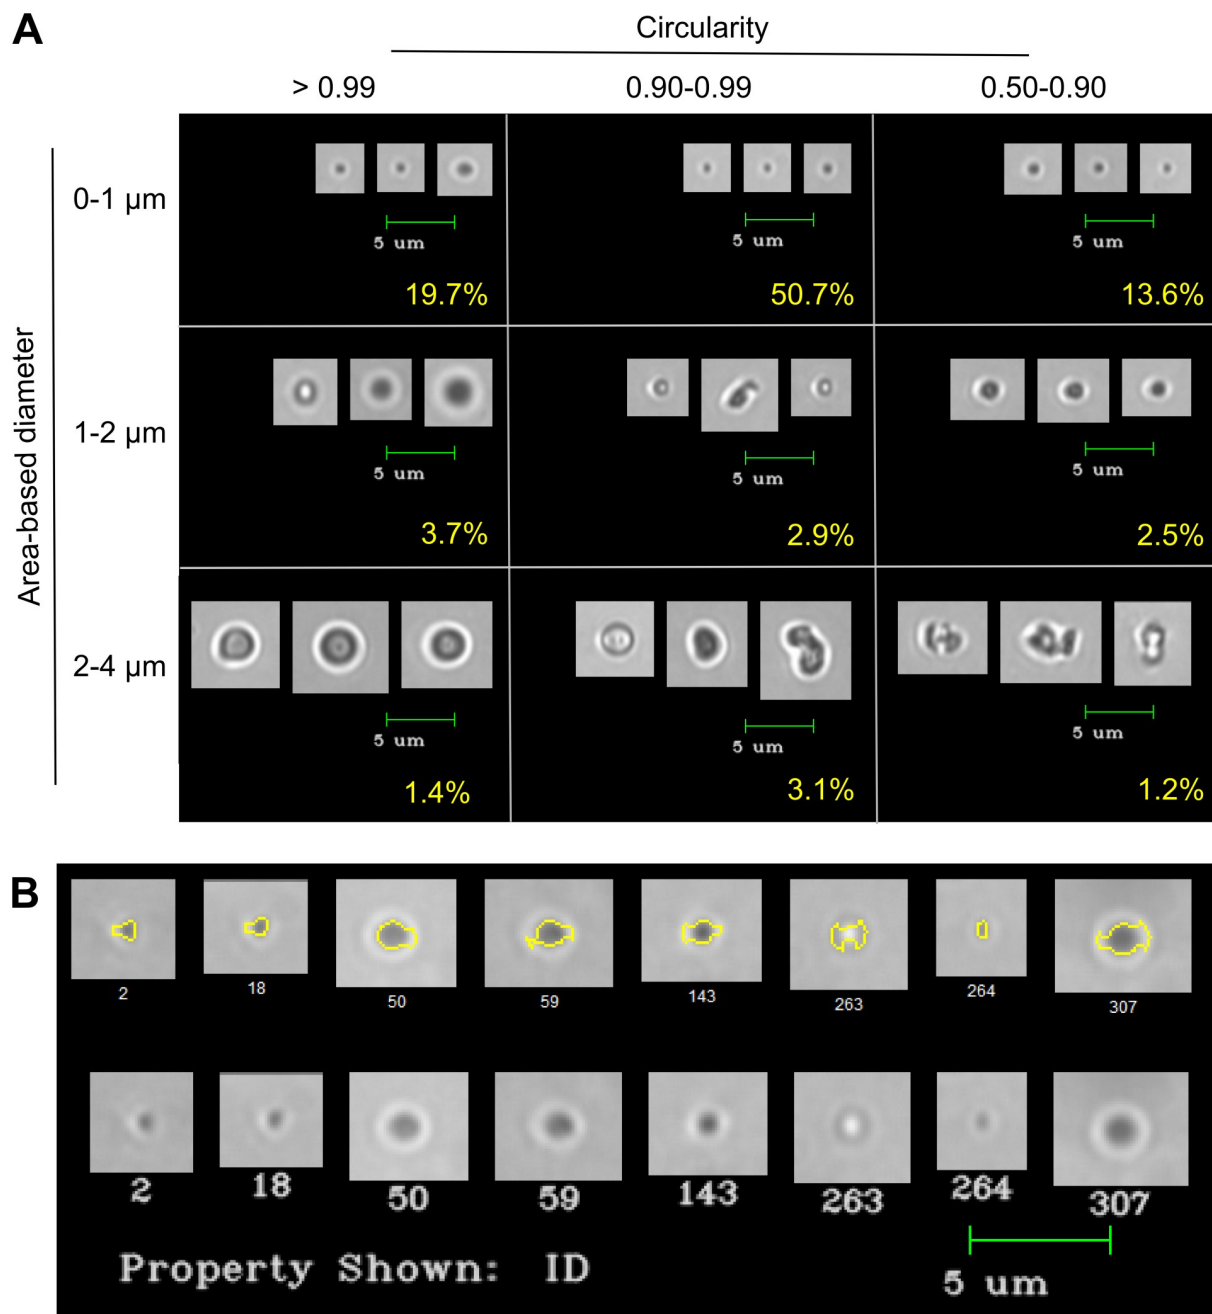 A
Circularity
> 0.99 0.90-0.99 0.50-0.90
Area-based diameter
0-1 µm
5 um 5 um 5 um
19.7% 50.7% 13.6%
1-2 µm
5 um 5 um 5 um
3.7% 2.9% 2.5%
2-4 µm
5 um 5 um 5 um
1.4% 3.1% 1.2%
B
2 18 50 59 143 263 264 307
2 18 50 59 143 263 264 307
Property Shown: ID
5 um